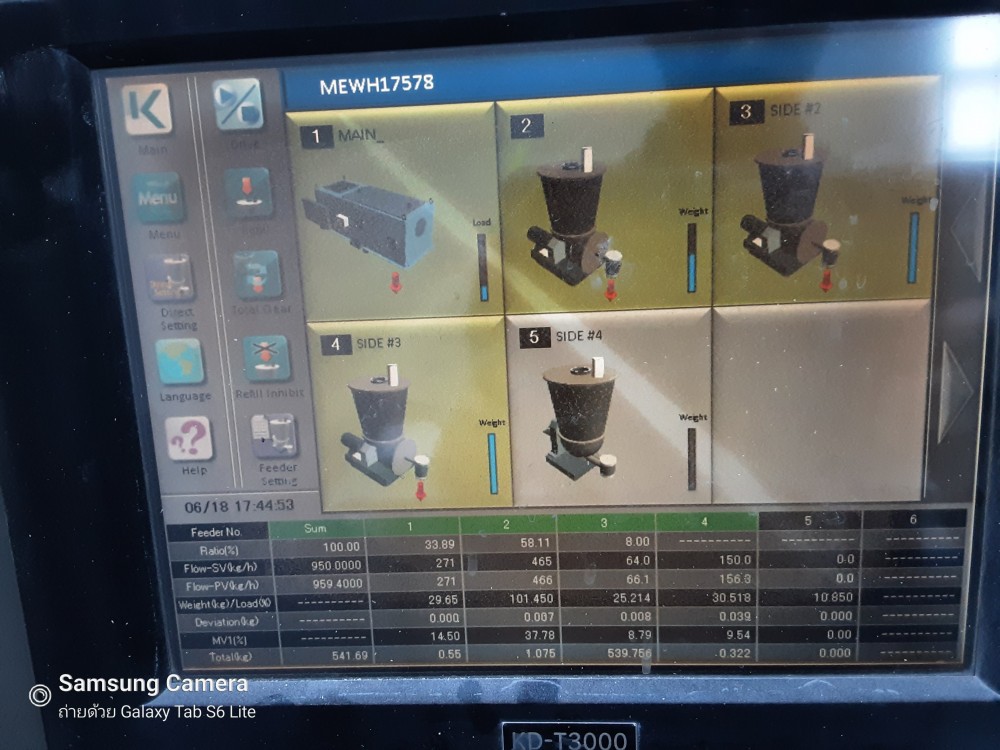 MEWH17578
Main
Drive
1 MAIN_
2
3 SIDE #2
Menu
Menu
Load
Weight
Weight
Direct
Setting
Total Clear
4 SIDE #3
5 SIDE #4
Language
Refill Inhibit
Weight
Weight
Help
Feeder
Setting
06/18 17:44:53
Feeder No. Sum 1 2 3 4 5 6
Ratio(%) 100.00 33.89 58.11 8.00 ---------- ---------- ----------
Flow-SV(kg/h) 950.0000 271 465 64.0 150.0 0.0 ----------
Flow-PV(kg/h) 959.4000 271 466 66.1 156.3 0.0 ----------
Weight(kg)/Load(%) ---------- 29.65 101.450 25.214 30.518 10.850 ----------
Deviation(kg) ---------- 0.000 0.007 0.008 0.039 0.000 ----------
MV1(%) ---------- 14.50 37.78 8.79 9.54 0.00 ----------
Total(kg) 541.69 0.55 1.075 539.756 0.322 0.000 ----------
Samsung Camera
ถ่ายด้วย Galaxy Tab S6 Lite
KD-T3000